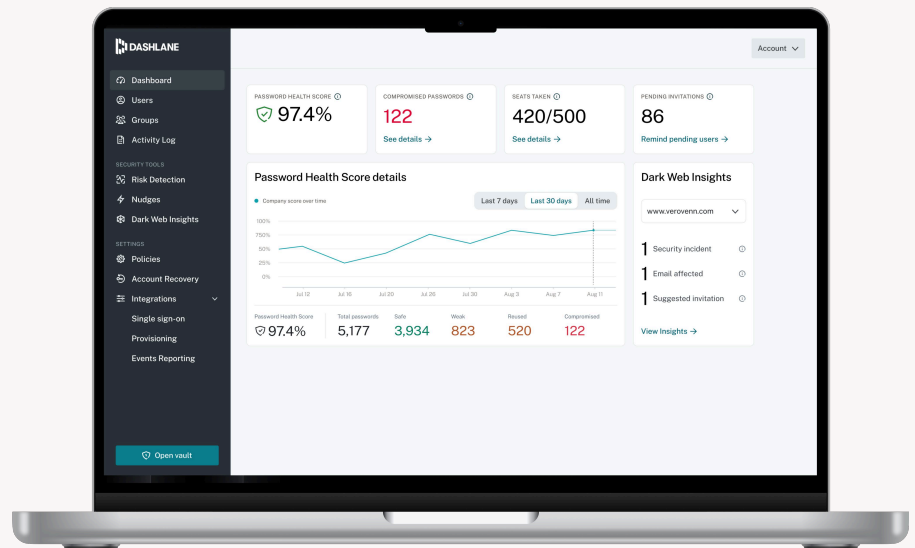 DASHLANE
Account
Dashboard
Users
Groups
Activity Log
SECURITY TOOLS
Risk Detection
Nudges
Dark Web Insights
SETTINGS
Policies
Account Recovery
Integrations
Single sign-on
Provisioning
Events Reporting
Open vault
PASSWORD HEALTH SCORE
97.4%
COMPROMISED PASSWORDS
122
See details →
SEATS TAKEN
420/500
See details →
PENDING INVITATIONS
86
Remind pending users →
Password Health Score details
Company score over time
Last 7 days Last 30 days All time
100%
750%
50%
25%
0%
Jul 12 Jul 16 Jul 20 Jul 26 Jul 30 Aug 3 Aug 7 Aug 11
Password Health Score Total passwords Safe Weak Reused Compromised
97.4% 5,177 3,934 823 520 122
Dark Web Insights
www.verovenn.com
1 Security incident
1 Email affected
1 Suggested invitation
View Insights →